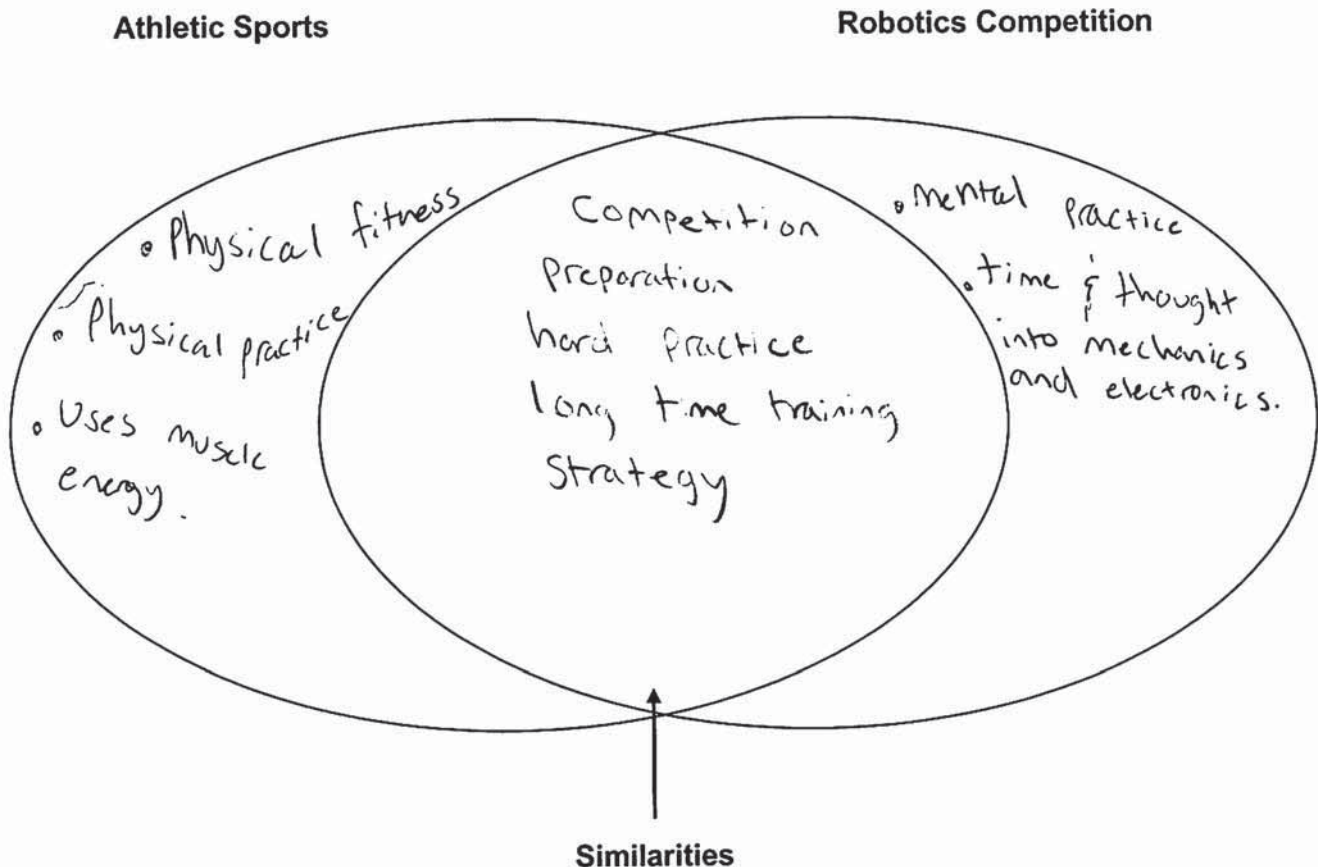 Athletic Sports
Robotics Competition
• Physical fitness
• Physical practice
• Uses muscle
energy.
Competition
Preparation
hard practice
long time training
Strategy
• Mental practice
• time & thought
into mechanics
and electronics.
Similarities